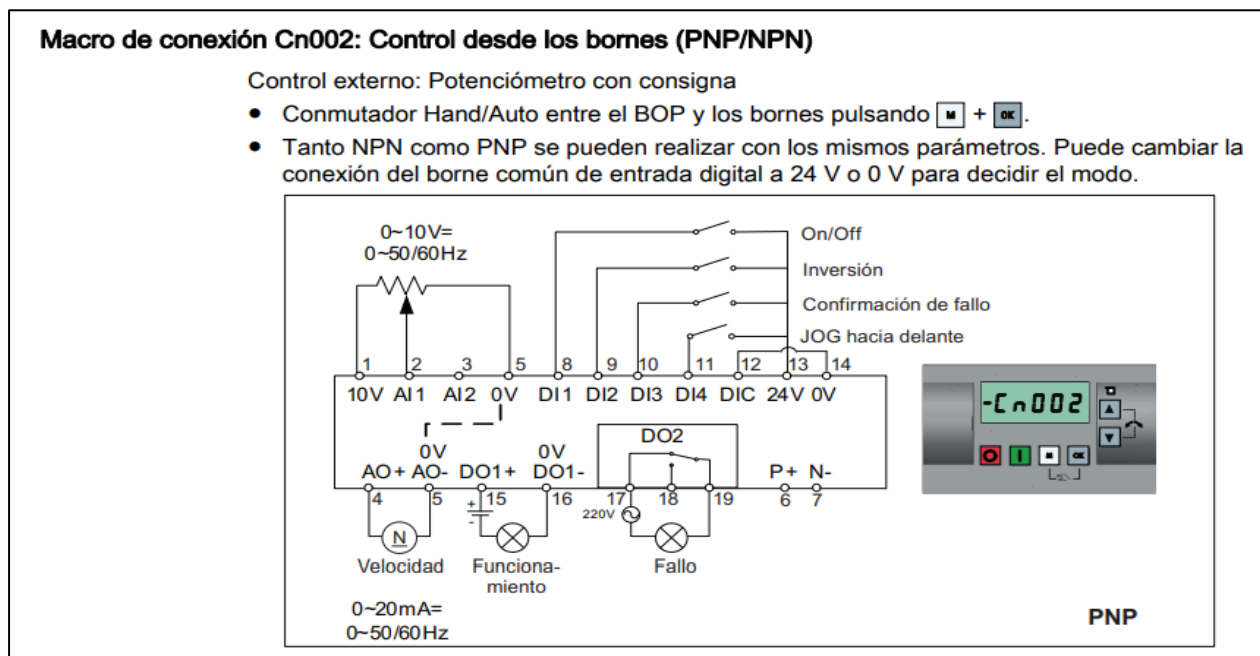 Macro de conexión Cn002: Control desde los bornes (PNP/NPN)
Control externo: Potenciómetro con consigna
● Conmutador Hand/Auto entre el BOP y los bornes pulsando M + OK.
● Tanto NPN como PNP se pueden realizar con los mismos parámetros. Puede cambiar la
conexión del borne común de entrada digital a 24 V o 0 V para decidir el modo.
0~10V=
0~50/60Hz
On/Off
Inversión
Confirmación de fallo
JOG hacia delante
1 2 3 5 8 9 10 11 12 13 14
10V AI1 AI2 0V DI1 DI2 DI3 DI4 DIC 24V 0V
-Cn002
M OK
DO2
0V 0V
AO+ AO- DO1+ DO1- P+ N-
4 5 15 16 17 18 19 6 7
+
-
220V
N
Velocidad Funciona-
miento
Fallo
0~20mA=
0~50/60Hz
PNP